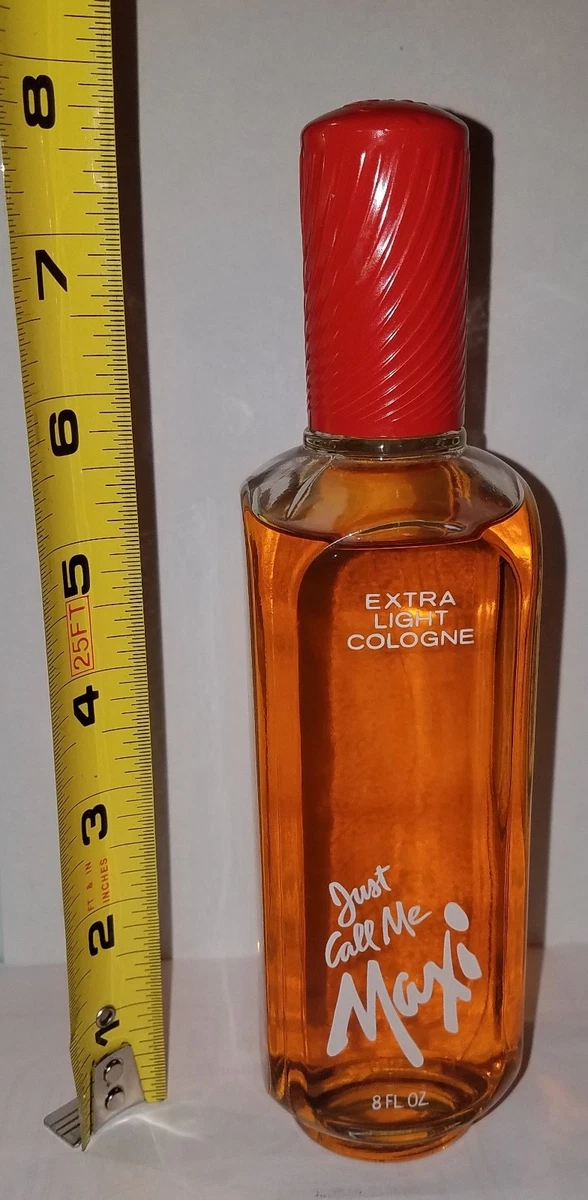 8
7
6
5
25FT
4
3
FT & IN
INCHES
2
1
EXTRA
LIGHT
COLOGNE
Just
Call Me
Maxi
8 FL OZ